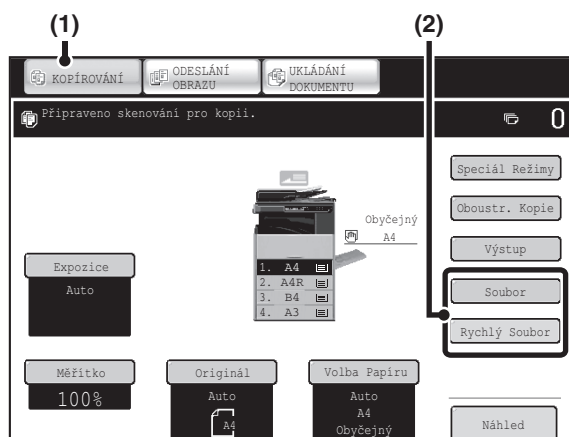 (1)
(2)
KOPÍROVÁNÍ
ODESLÁNÍ
OBRAZU
UKLÁDÁNÍ
DOKUMENTU
Připraveno skenování pro kopii.
0
Speciál Režimy
Oboustr. Kopie
Výstup
Soubor
Rychlý Soubor
Náhled
Obyčejný
A4
1. A4
2. A4R
3. B4
4. A3
Expozice
Auto
Měřítko
100%
Originál
Auto
A4
Volba Papíru
Auto
A4
Obyčejný